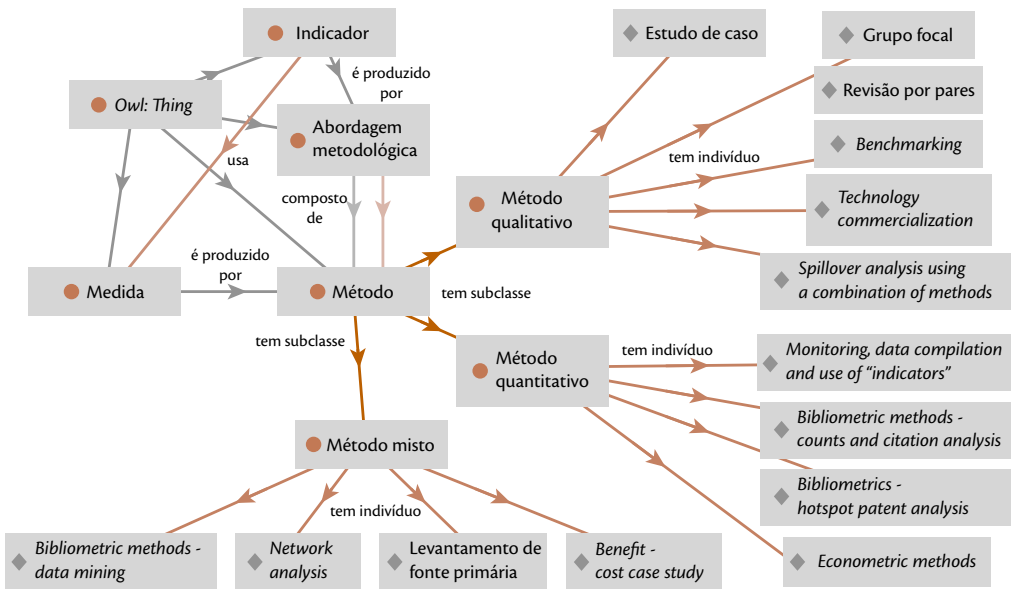 Indicador
Estudo de caso
Grupo focal
é produzido
por
Owl: Thing
Revisão por pares
Abordagem
metodológica
usa
tem indivíduo
Benchmarking
composto
de
Método
qualitativo
Technology
commercialization
é produzido
por
Medida
Método
tem subclasse
Spillover analysis using
a combination of methods
tem subclasse
Método
quantitativo
tem indivíduo
Monitoring, data compilation
and use of “indicators”
Bibliometric methods -
counts and citation analysis
Método misto
Bibliometrics -
hotspot patent analysis
tem indivíduo
Bibliometric methods -
data mining
Network
analysis
Levantamento de
fonte primária
Benefit -
cost case study
Econometric methods